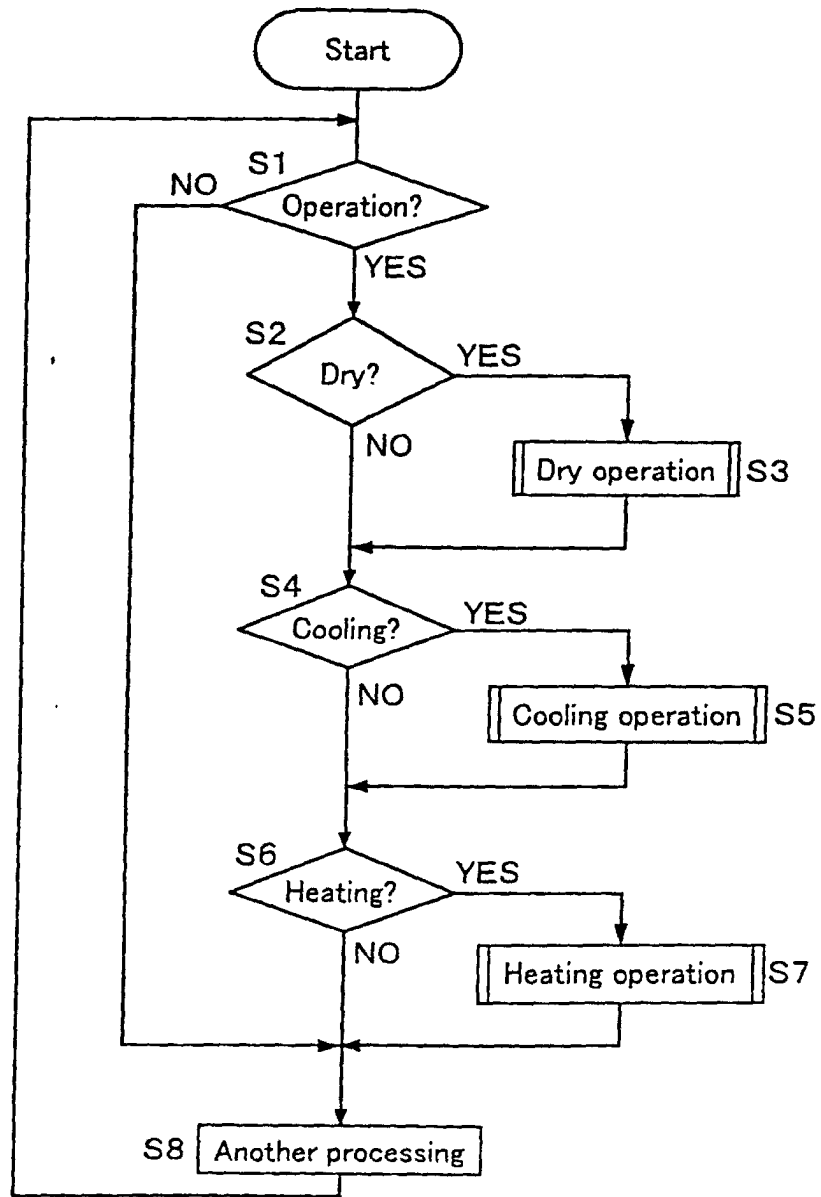 Start
S1
NO
Operation?
YES
S2
Dry?
YES
NO
Dry operation
S3
S4
Cooling?
YES
NO
Cooling operation
S5
S6
Heating?
YES
NO
Heating operation
S7
S8
Another processing